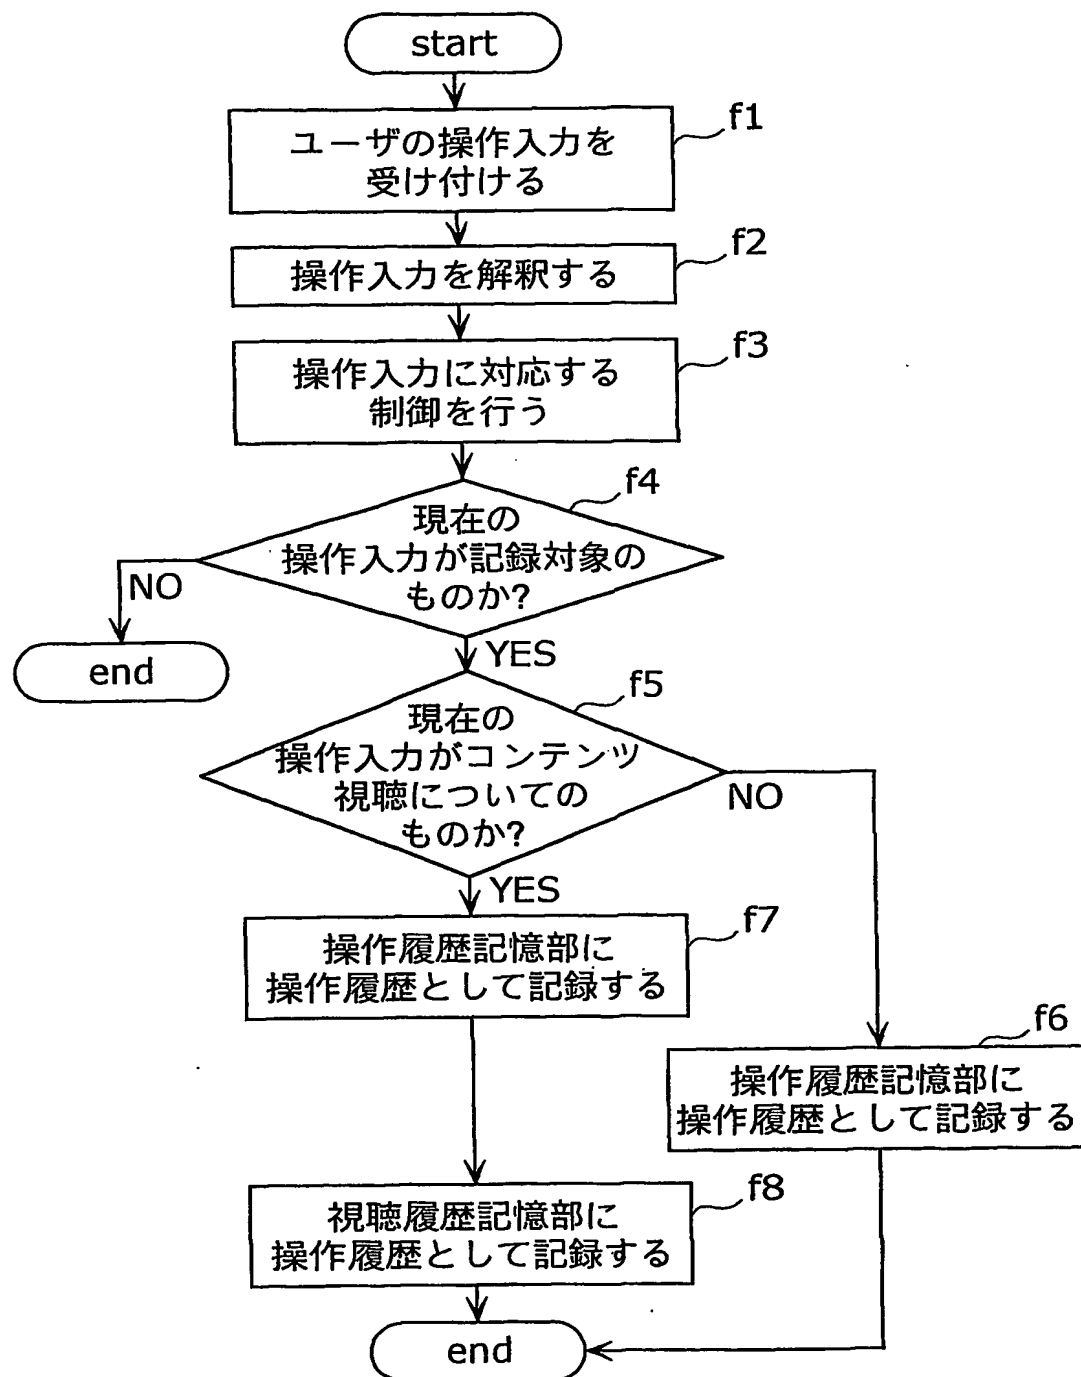 start
f1
ユーザの操作入力を
受け付ける
f2
操作入力を解釈する
f3
操作入力に対応する
制御を行う
f4
現在の
操作入力が記録対象の
ものか?
NO
end
YES
f5
現在の
操作入力がコンテンツ
視聴についての
ものか?
NO
YES
f7
操作履歴記憶部に
操作履歴として記録する
f6
操作履歴記憶部に
操作履歴として記録する
f8
視聴履歴記憶部に
操作履歴として記録する
end